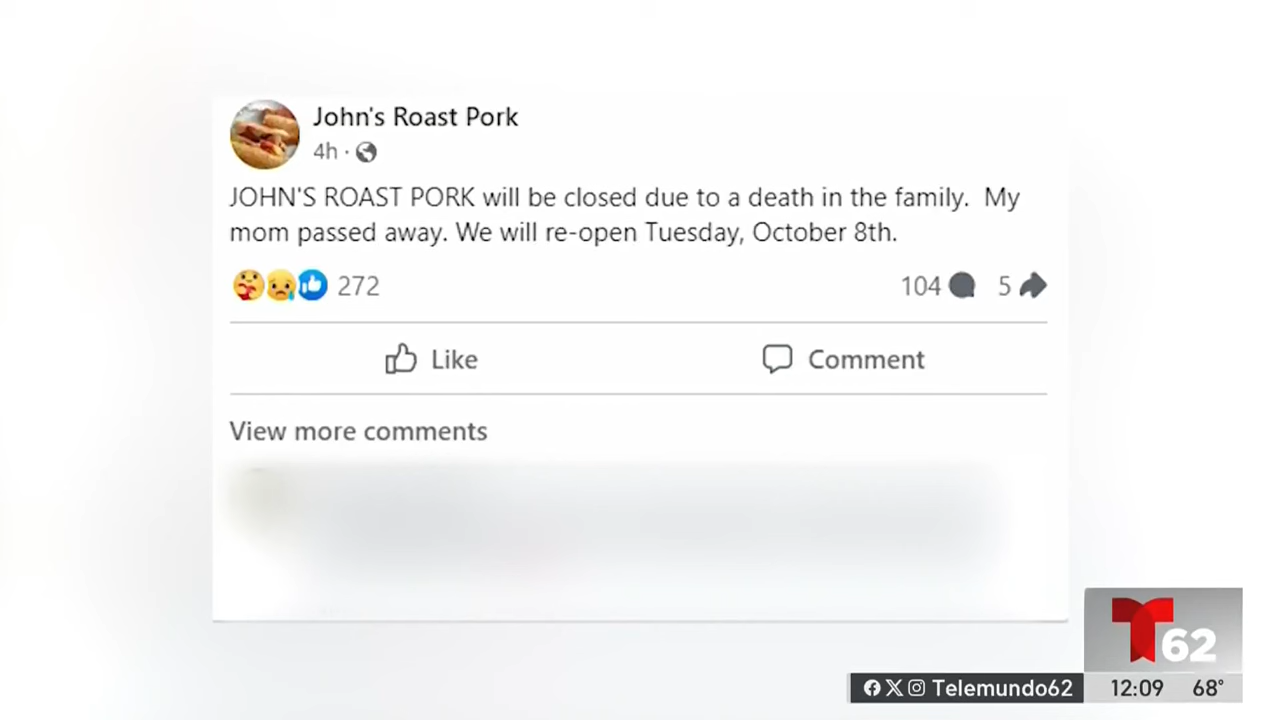 John's Roast Pork
4h ·
JOHN'S ROAST PORK will be closed due to a death in the family.  My
mom passed away. We will re-open Tuesday, October 8th.
272
104
5
Like
Comment
View more comments
T 62
Telemundo62
12:09 68°